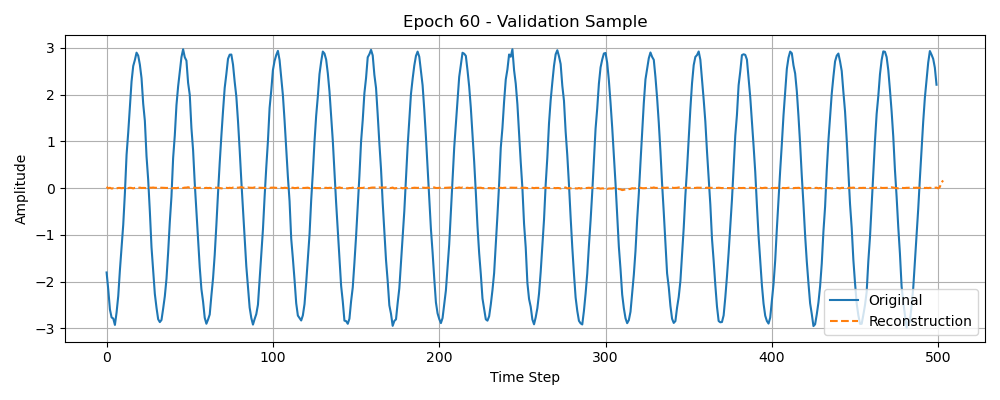 Epoch 60 - Validation Sample
3
2
1
0
−1
−2
−3
Amplitude
0
100
200
300
400
500
Time Step
Original
Reconstruction